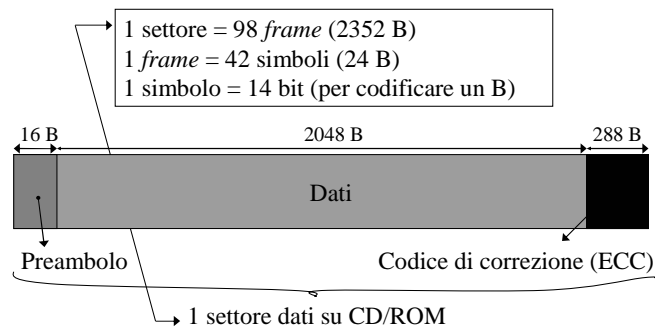 1 settore = 98 frame (2352 B)
1 frame = 42 simboli (24 B)
1 simbolo = 14 bit (per codificare un B)
16 B
2048 B
288 B
Dati
Preambolo
Codice di correzione (ECC)
1 settore dati su CD/ROM